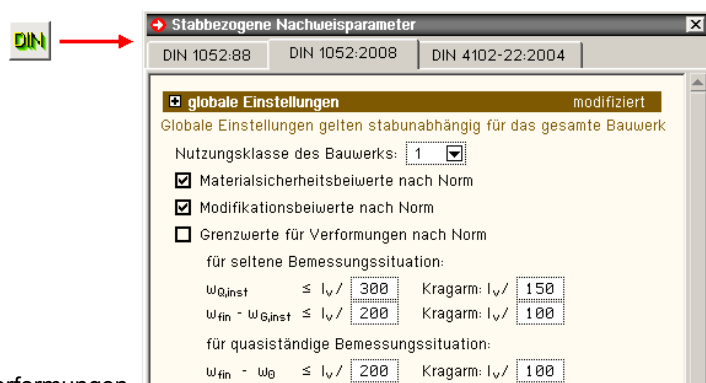 DIN
Stabbezogene Nachweisparameter
DIN 1052:88 DIN 1052:2008 DIN 4102-22:2004
globale Einstellungen modifiziert
Globale Einstellungen gelten stabunabhängig für das gesamte Bauwerk
Nutzungsklasse des Bauwerks: 1
Materialsicherheitsbeiwerte nach Norm
Modifikationsbeiwerte nach Norm
Grenzwerte für Verformungen nach Norm
für seltene Bemessungssituation:
wQ,inst ≤ lv/ 300 Kragarm: lv/ 150
wfin - wG,inst ≤ lv/ 200 Kragarm: lv/ 100
für quasiständige Bemessungssituation:
wfin - w0 ≤ lv/ 200 Kragarm: lv/ 100